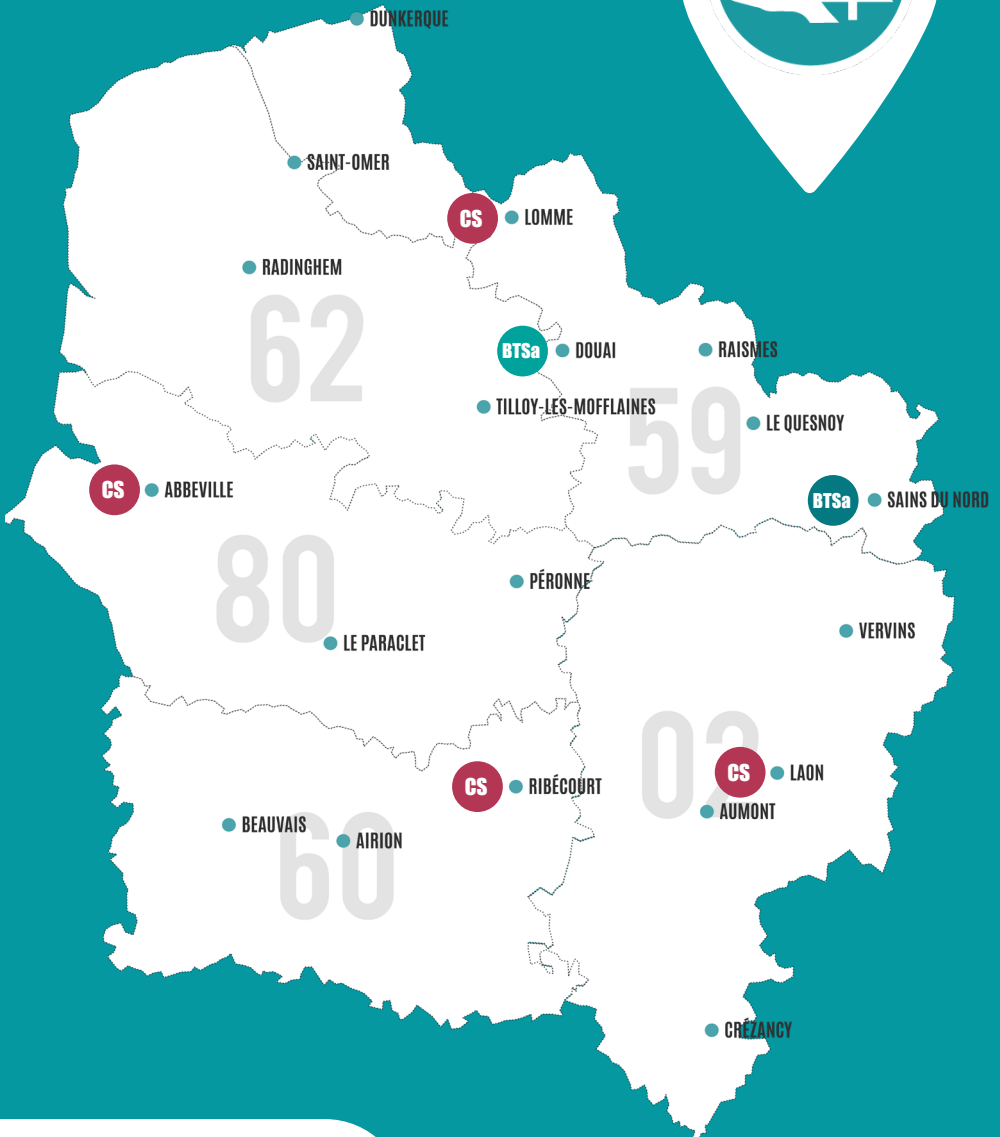 DUNKERQUE
SAINT-OMER
CS
LOMME
RADINGHEM
62
BTSa
DOUAI
RAISMES
TILLOY-LES-MOFFLAINES
59
LE QUESNOY
CS
ABBEVILLE
BTSa
SAINS DU NORD
80
PÉRONNE
VERVINS
LE PARACLET
02
CS
LAON
CS
RIBÉCOURT
AUMONT
BEAUVAIS
60
AIRION
CRÉZANCY